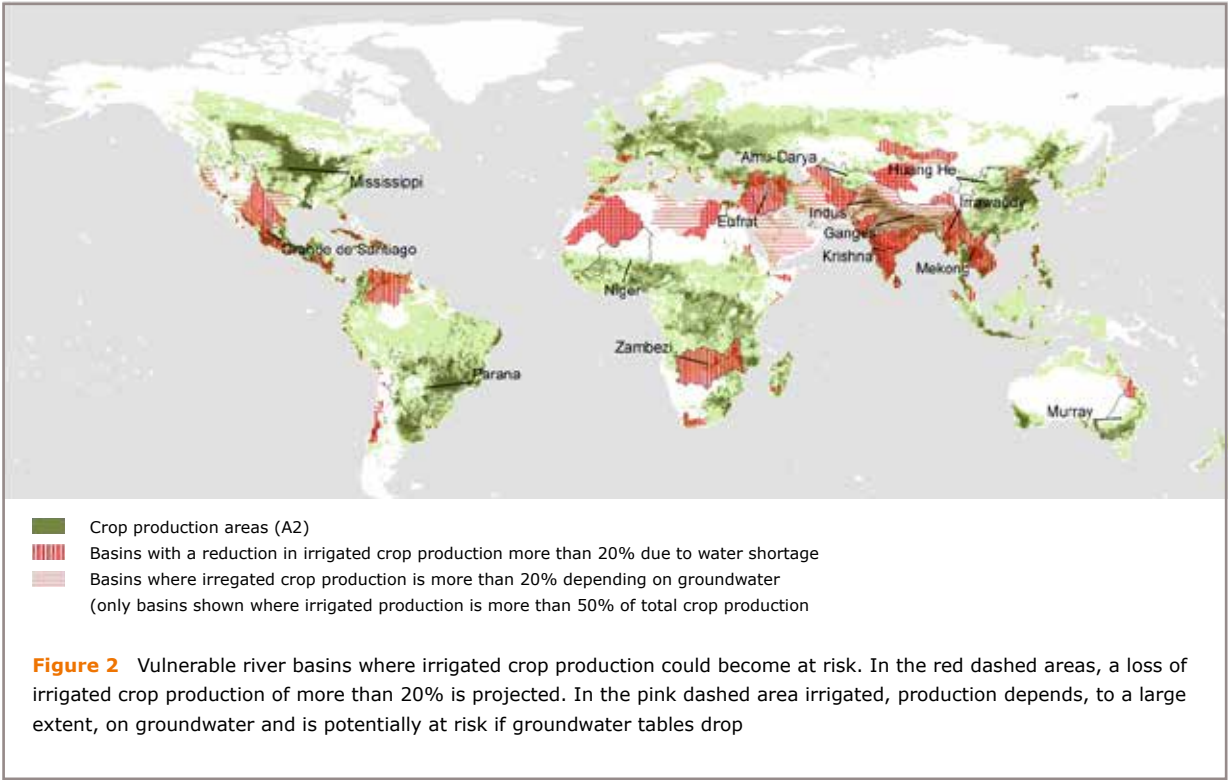 Mississippi
Grande de Santiago
Parana
Niger
Zambezi
Eufrat
Amu-Darya
Indus
Ganges
Krishna
Huang He
Irrawaddy
Mekong
Murray
Crop production areas (A2)
Basins with a reduction in irrigated crop production more than 20% due to water shortage
Basins where irregated crop production is more than 20% depending on groundwater
(only basins shown where irrigated production is more than 50% of total crop production
Figure 2 Vulnerable river basins where irrigated crop production could become at risk. In the red dashed areas, a loss of
irrigated crop production of more than 20% is projected. In the pink dashed area irrigated, production depends, to a large
extent, on groundwater and is potentially at risk if groundwater tables drop